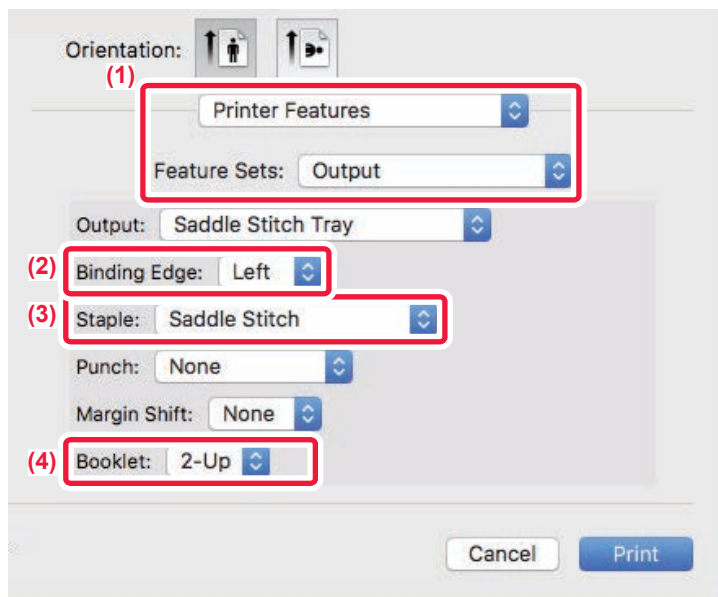 Orientation:
(1)
Printer Features
Feature Sets: Output
Output: Saddle Stitch Tray
(2) Binding Edge: Left
(3) Staple: Saddle Stitch
Punch: None
Margin Shift: None
(4) Booklet: 2-Up
Cancel Print